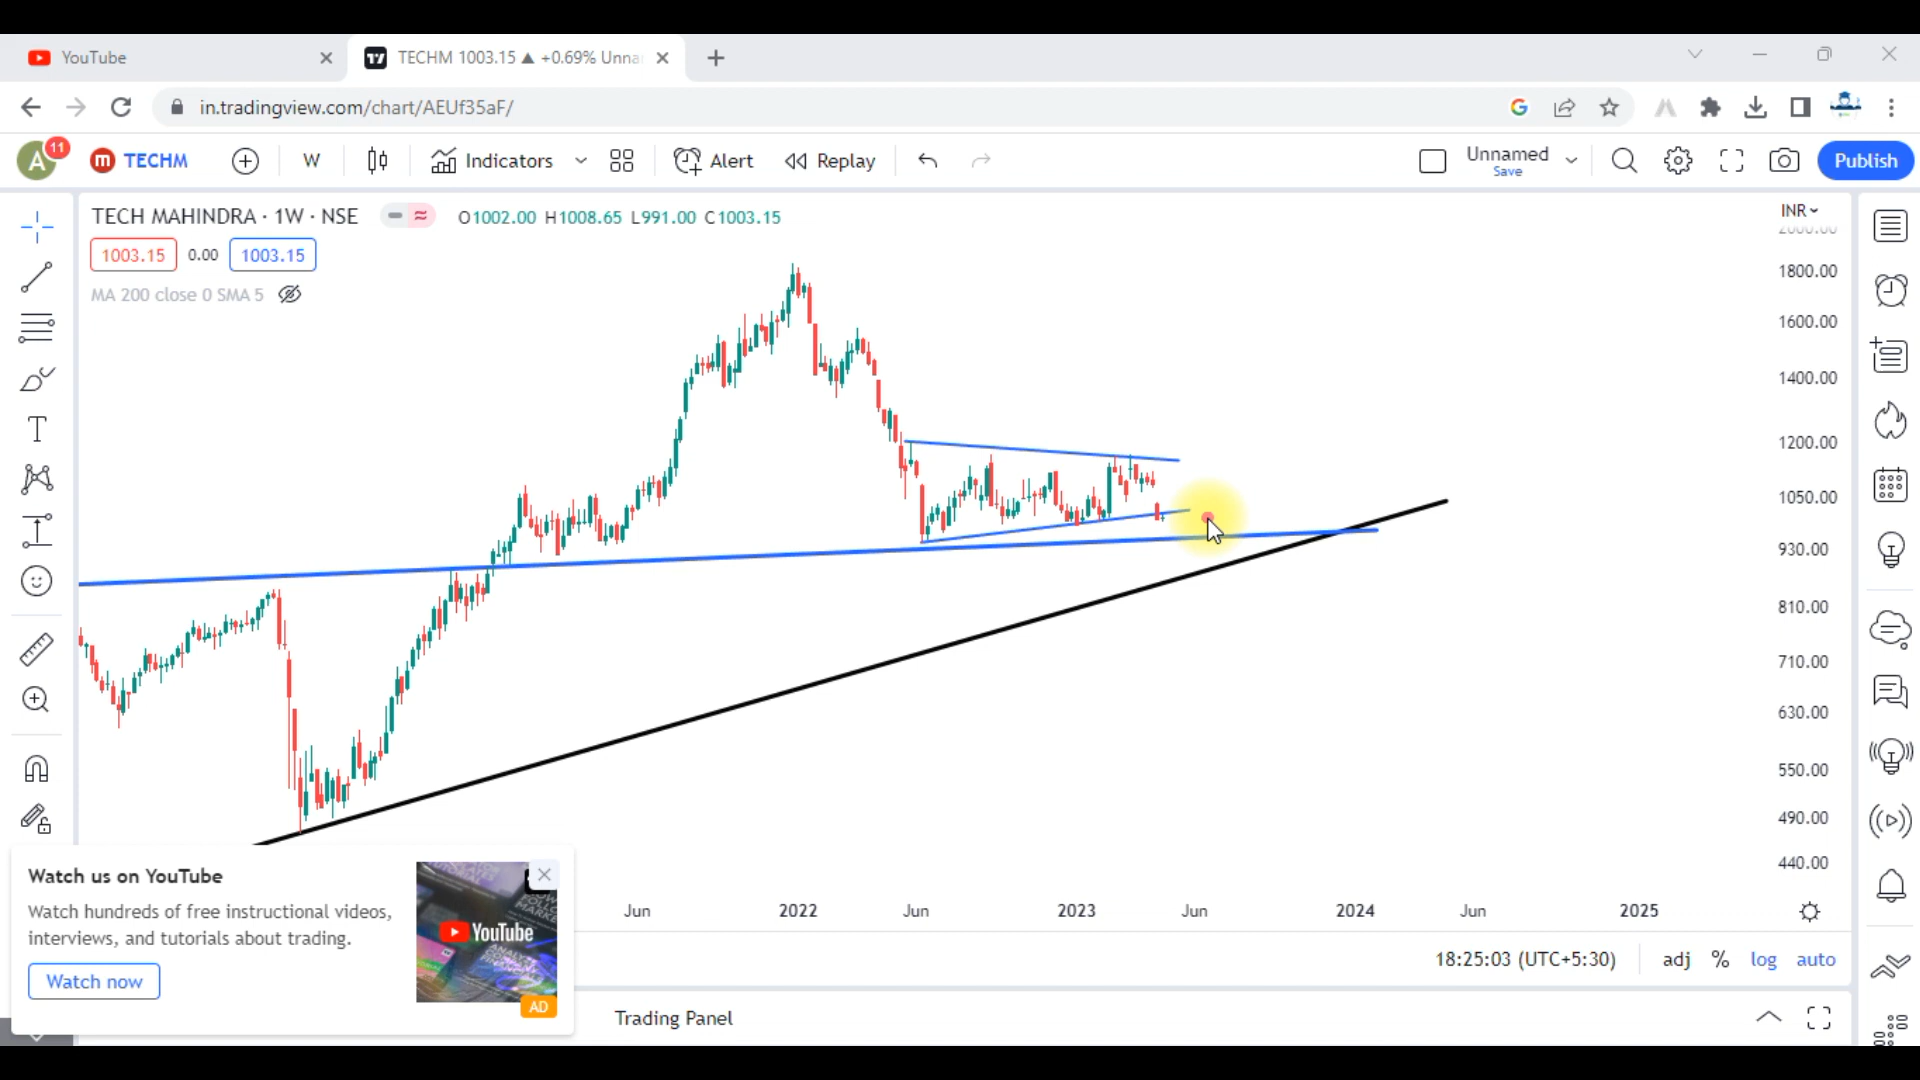 YouTube
TECHM 1003.15 ▲ +0.69% Unna
in.tradingview.com/chart/AEUf35aF/
A 11 m TECHM W Indicators Alert Replay Unnamed Save Publish
TECH MAHINDRA · 1W · NSE O1002.00 H1008.65 L991.00 C1003.15
INR
2000.00
1003.15 0.00 1003.15
MA 200 close 0 SMA 5
1800.00
1600.00
1400.00
1200.00
1050.00
930.00
810.00
710.00
630.00
550.00
490.00
440.00
Jun 2022 Jun 2023 Jun 2024 Jun 2025
18:25:03 (UTC+5:30) adj % log auto
Watch us on YouTube
Watch hundreds of free instructional videos,
interviews, and tutorials about trading.
Watch now
YouTube
AD
Trading Panel